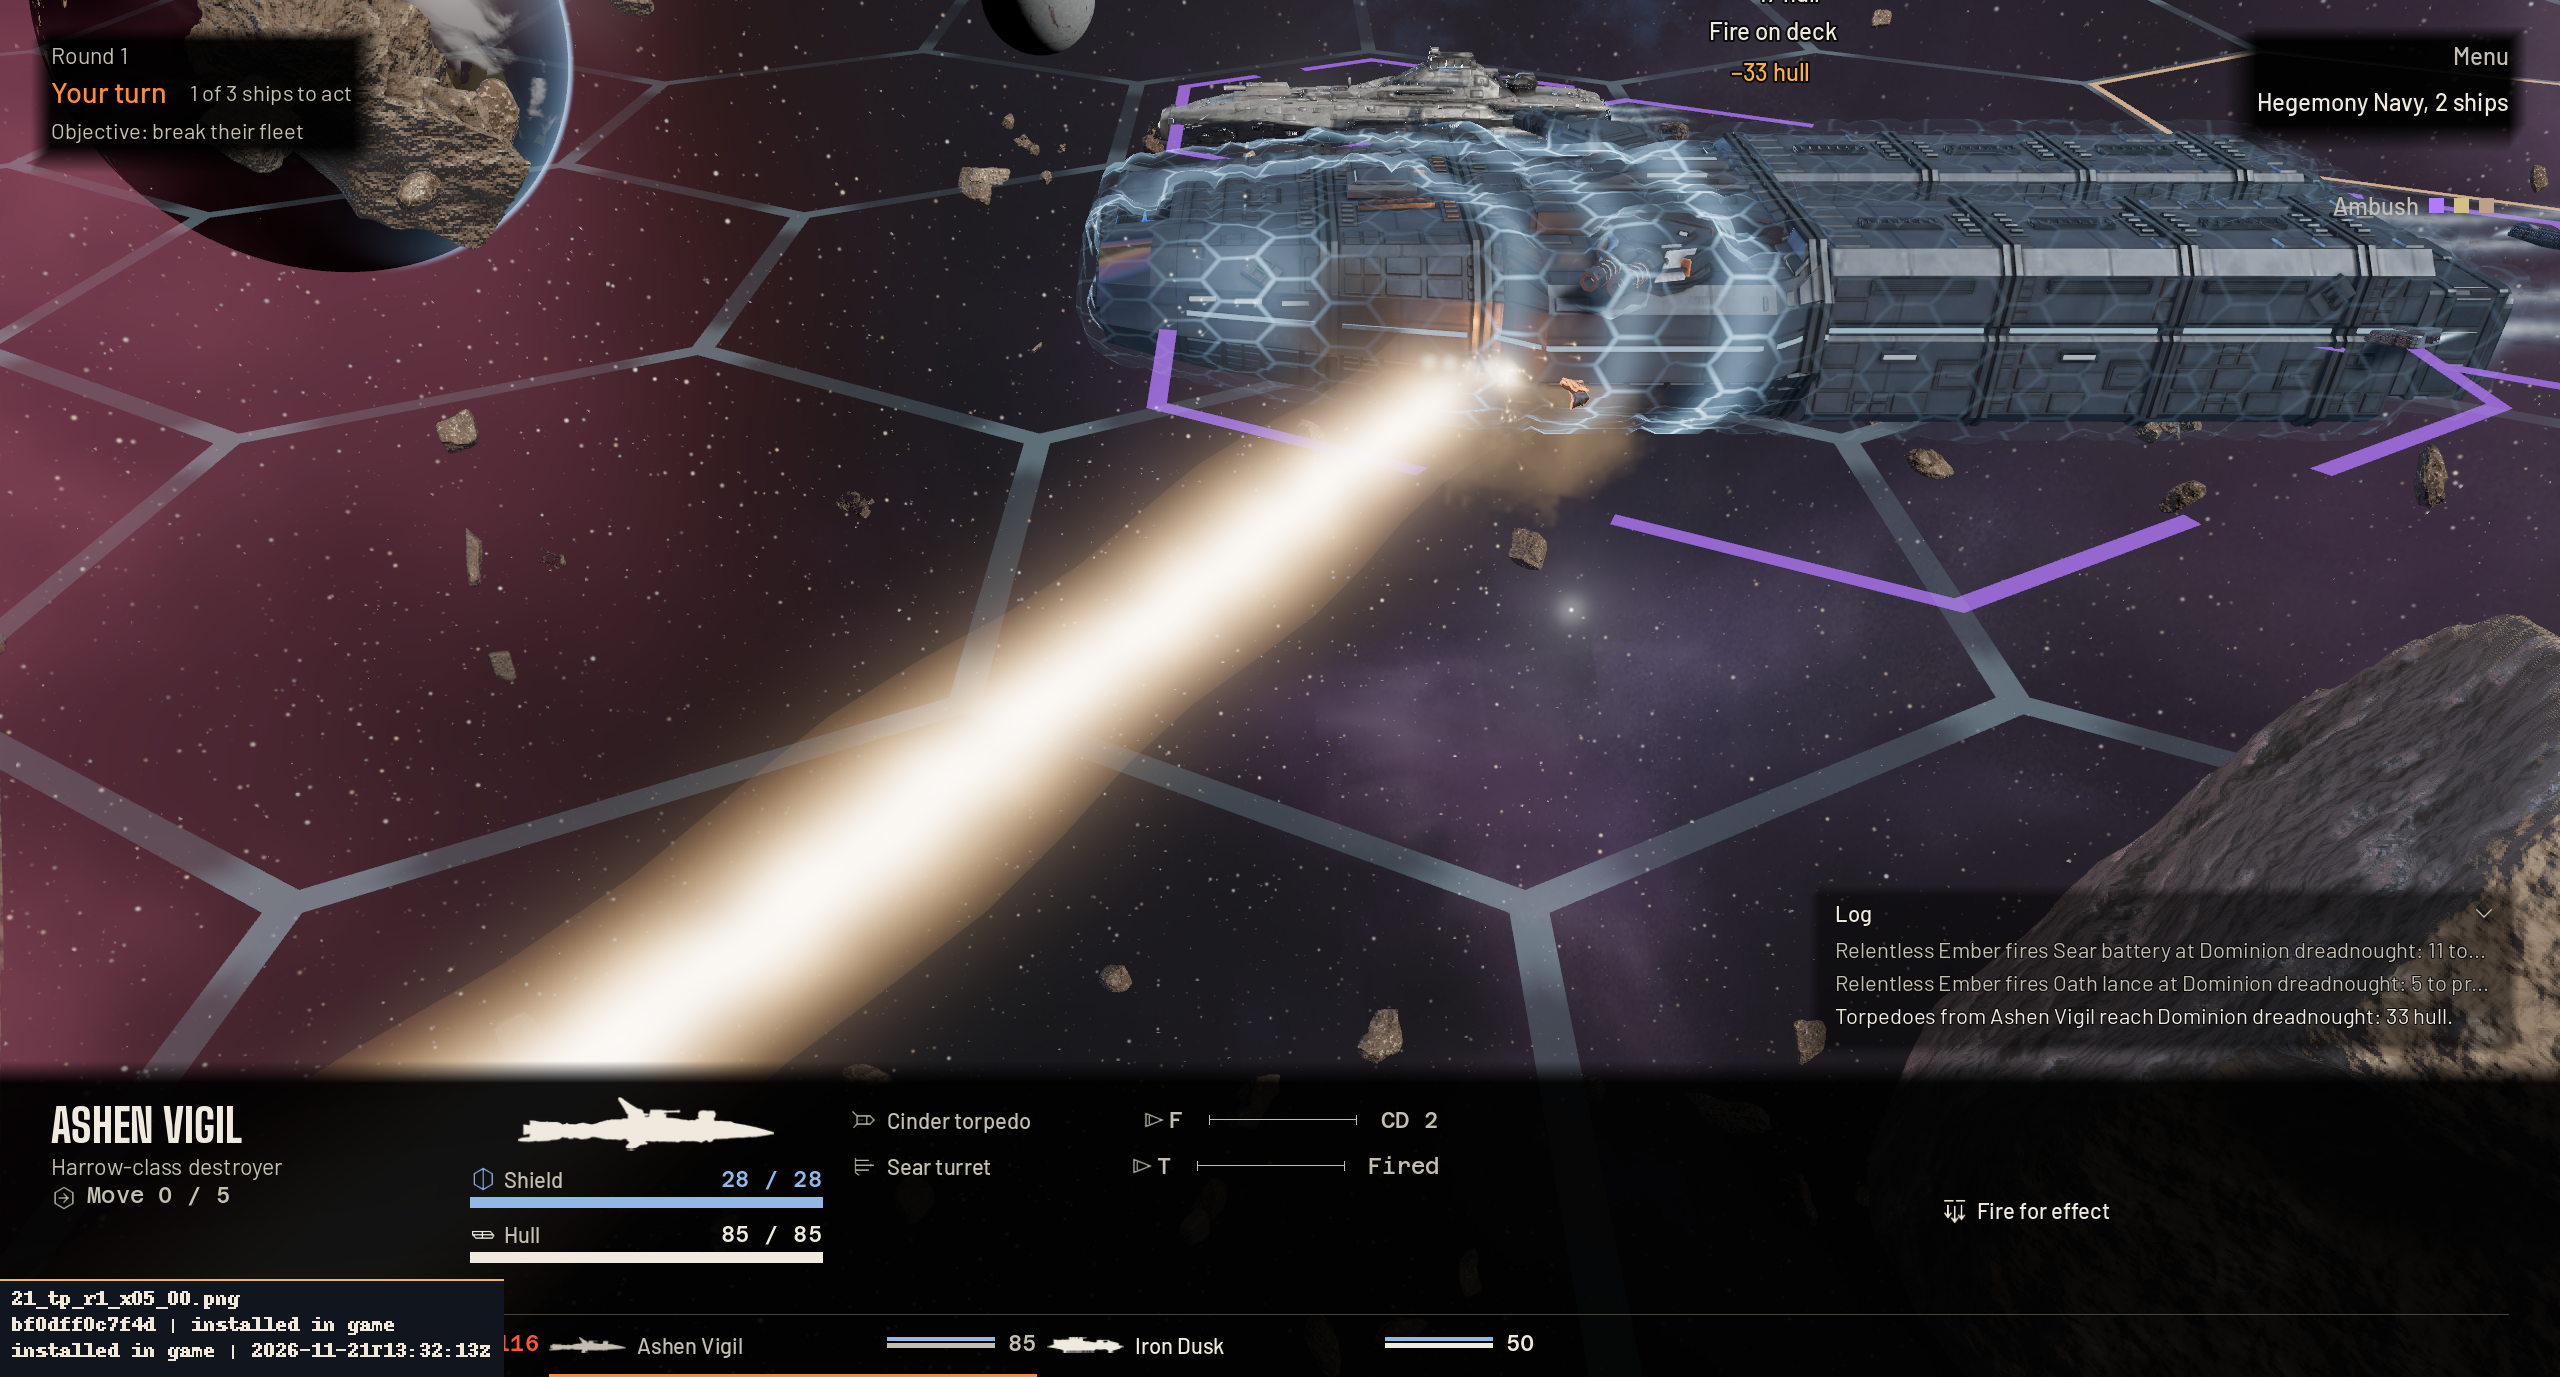 Round 1
Your turn 1 of 3 ships to act
Objective: break their fleet
Fire on deck
−33 hull
Menu
Hegemony Navy, 2 ships
Ambush
Log
Relentless Ember fires Sear battery at Dominion dreadnought: 11 to...
Relentless Ember fires Oath lance at Dominion dreadnought: 5 to pr...
Torpedoes from Ashen Vigil reach Dominion dreadnought: 33 hull.
ASHEN VIGIL
Harrow-class destroyer
Move 0 / 5
Shield 28 / 28
Hull 85 / 85
Cinder torpedo F CD 2
Sear turret T Fired
Fire for effect
21_tp_r1_x05_00.png
bf0dff0c7f4d | installed in game
installed in game | 2026-11-21r13:32:13z
116 Ashen Vigil 85 Iron Dusk 50